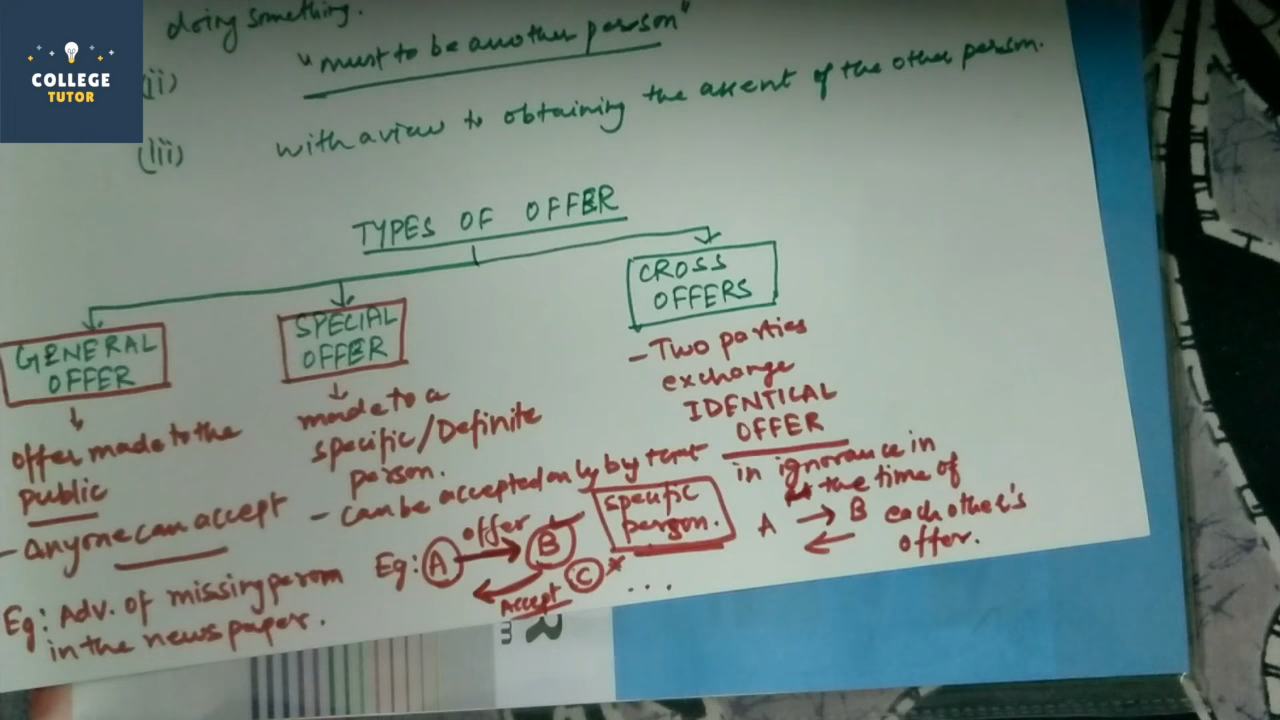 COLLEGE
TUTOR
doing something.
(ii) "must to be another person"
(iii) with a view to obtaining the assent of the other person.
TYPES OF OFFER
GENERAL
OFFER
offer made to the
public
- anyone can accept
Eg: Adv. of missing person
in the newspaper.
SPECIAL
OFFER
made to a
specific/Definite
person.
- can be accepted only by that
specific
person.
Eg: A offer B
Accept C ×
...
CROSS
OFFERS
- Two parties
exchange
IDENTICAL
OFFER
in ignorance in
the time of
each other's
offer.
A B
R
m